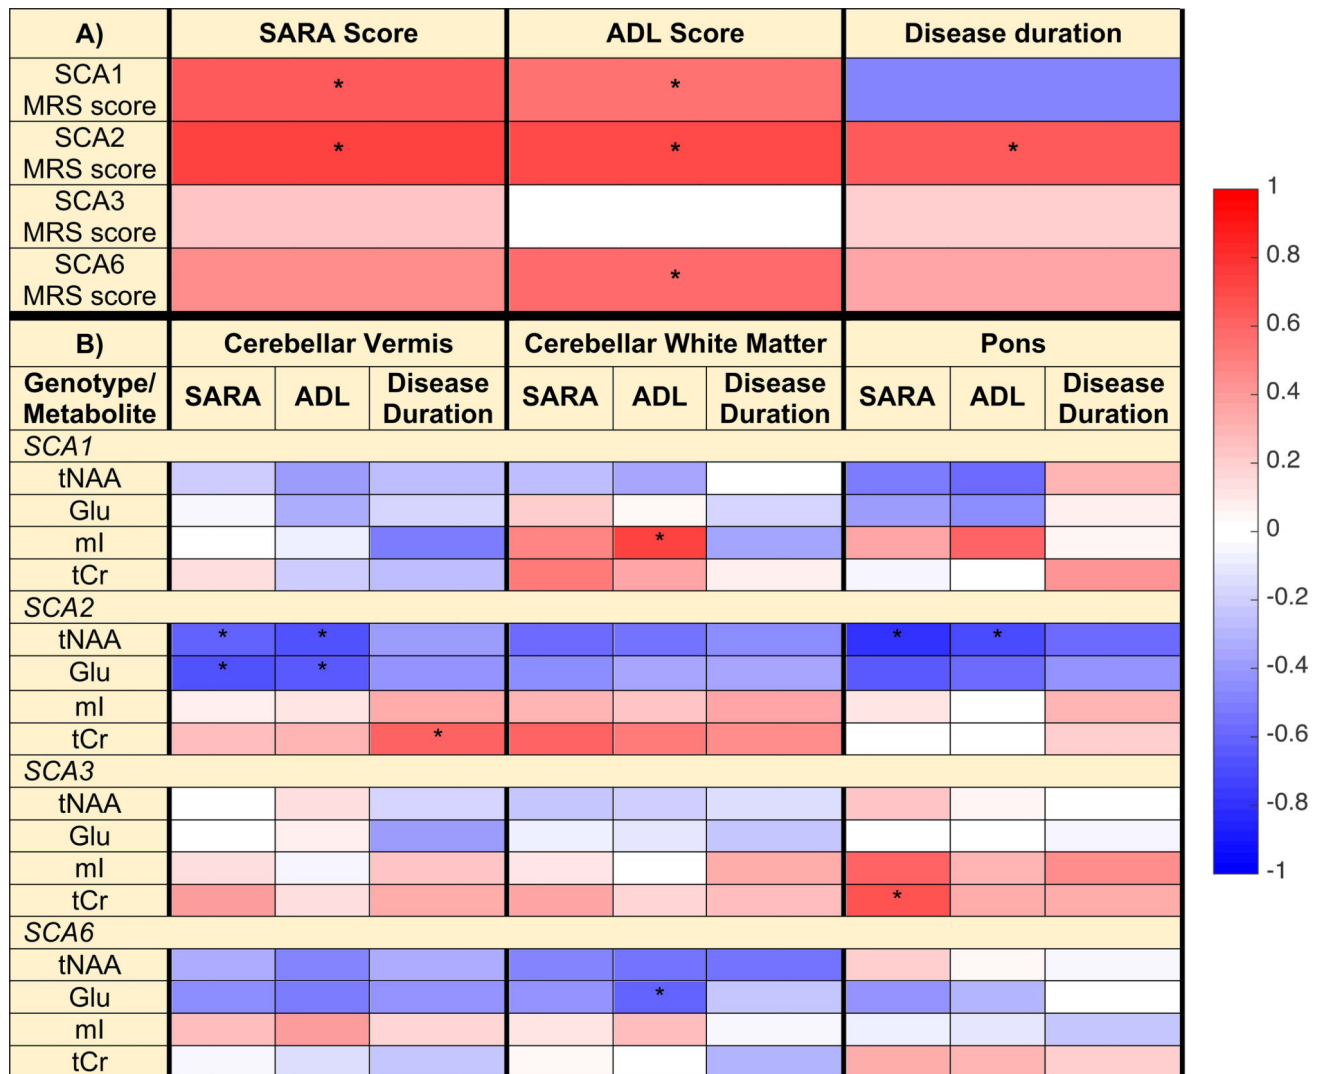 A) SARA Score ADL Score Disease duration
SCA1
MRS score * *
SCA2
MRS score * * *
SCA3
MRS score
SCA6
MRS score *
B) Cerebellar Vermis Cerebellar White Matter Pons
Genotype/
Metabolite SARA ADL Disease
Duration SARA ADL Disease
Duration SARA ADL Disease
Duration
SCA1
tNAA
Glu
mI *
tCr
SCA2
tNAA * * * *
Glu * *
mI
tCr *
SCA3
tNAA
Glu
mI
tCr *
SCA6
tNAA
Glu *
mI
tCr
1
0.8
0.6
0.4
0.2
0
-0.2
-0.4
-0.6
-0.8
-1